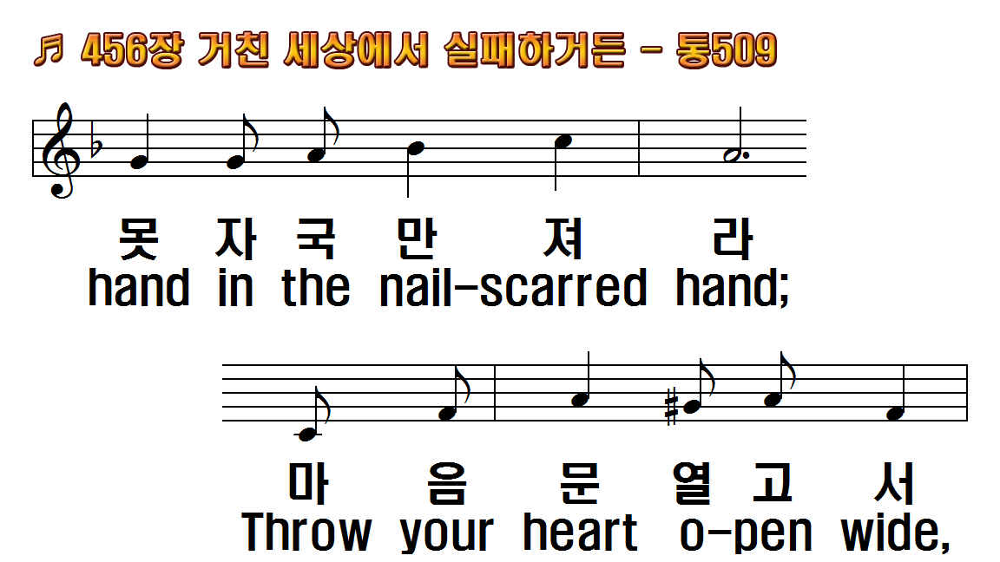 ♬ 456장 거친 세상에서 실패하거든 - 통509
못 자 국 만 져 라
hand in the nail-scarred hand;
마 음 문 열 고 서
Throw your heart o-pen wide,